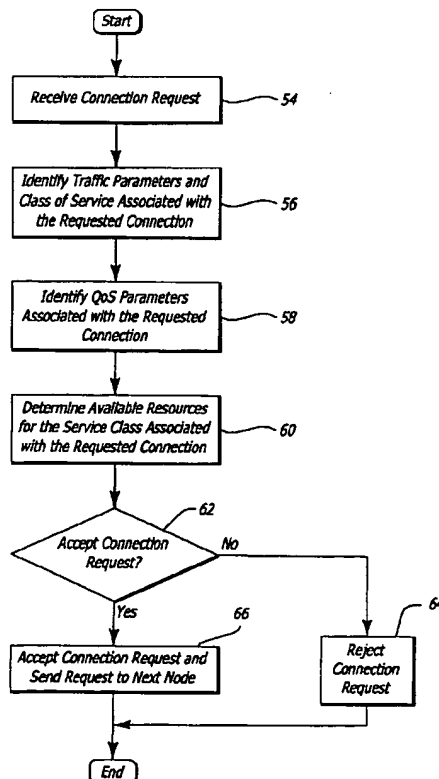 Start
Receive Connection Request
54
Identify Traffic Parameters and
Class of Service Associated with
the Requested Connection
56
Identify QoS Parameters
Associated with the Requested
Connection
58
Determine Available Resources
for the Service Class Associated
with the Requested Connection
60
62
Accept Connection
Request?
No
Yes
66
Accept Connection Request and
Send Request to Next Node
64
Reject
Connection
Request
End